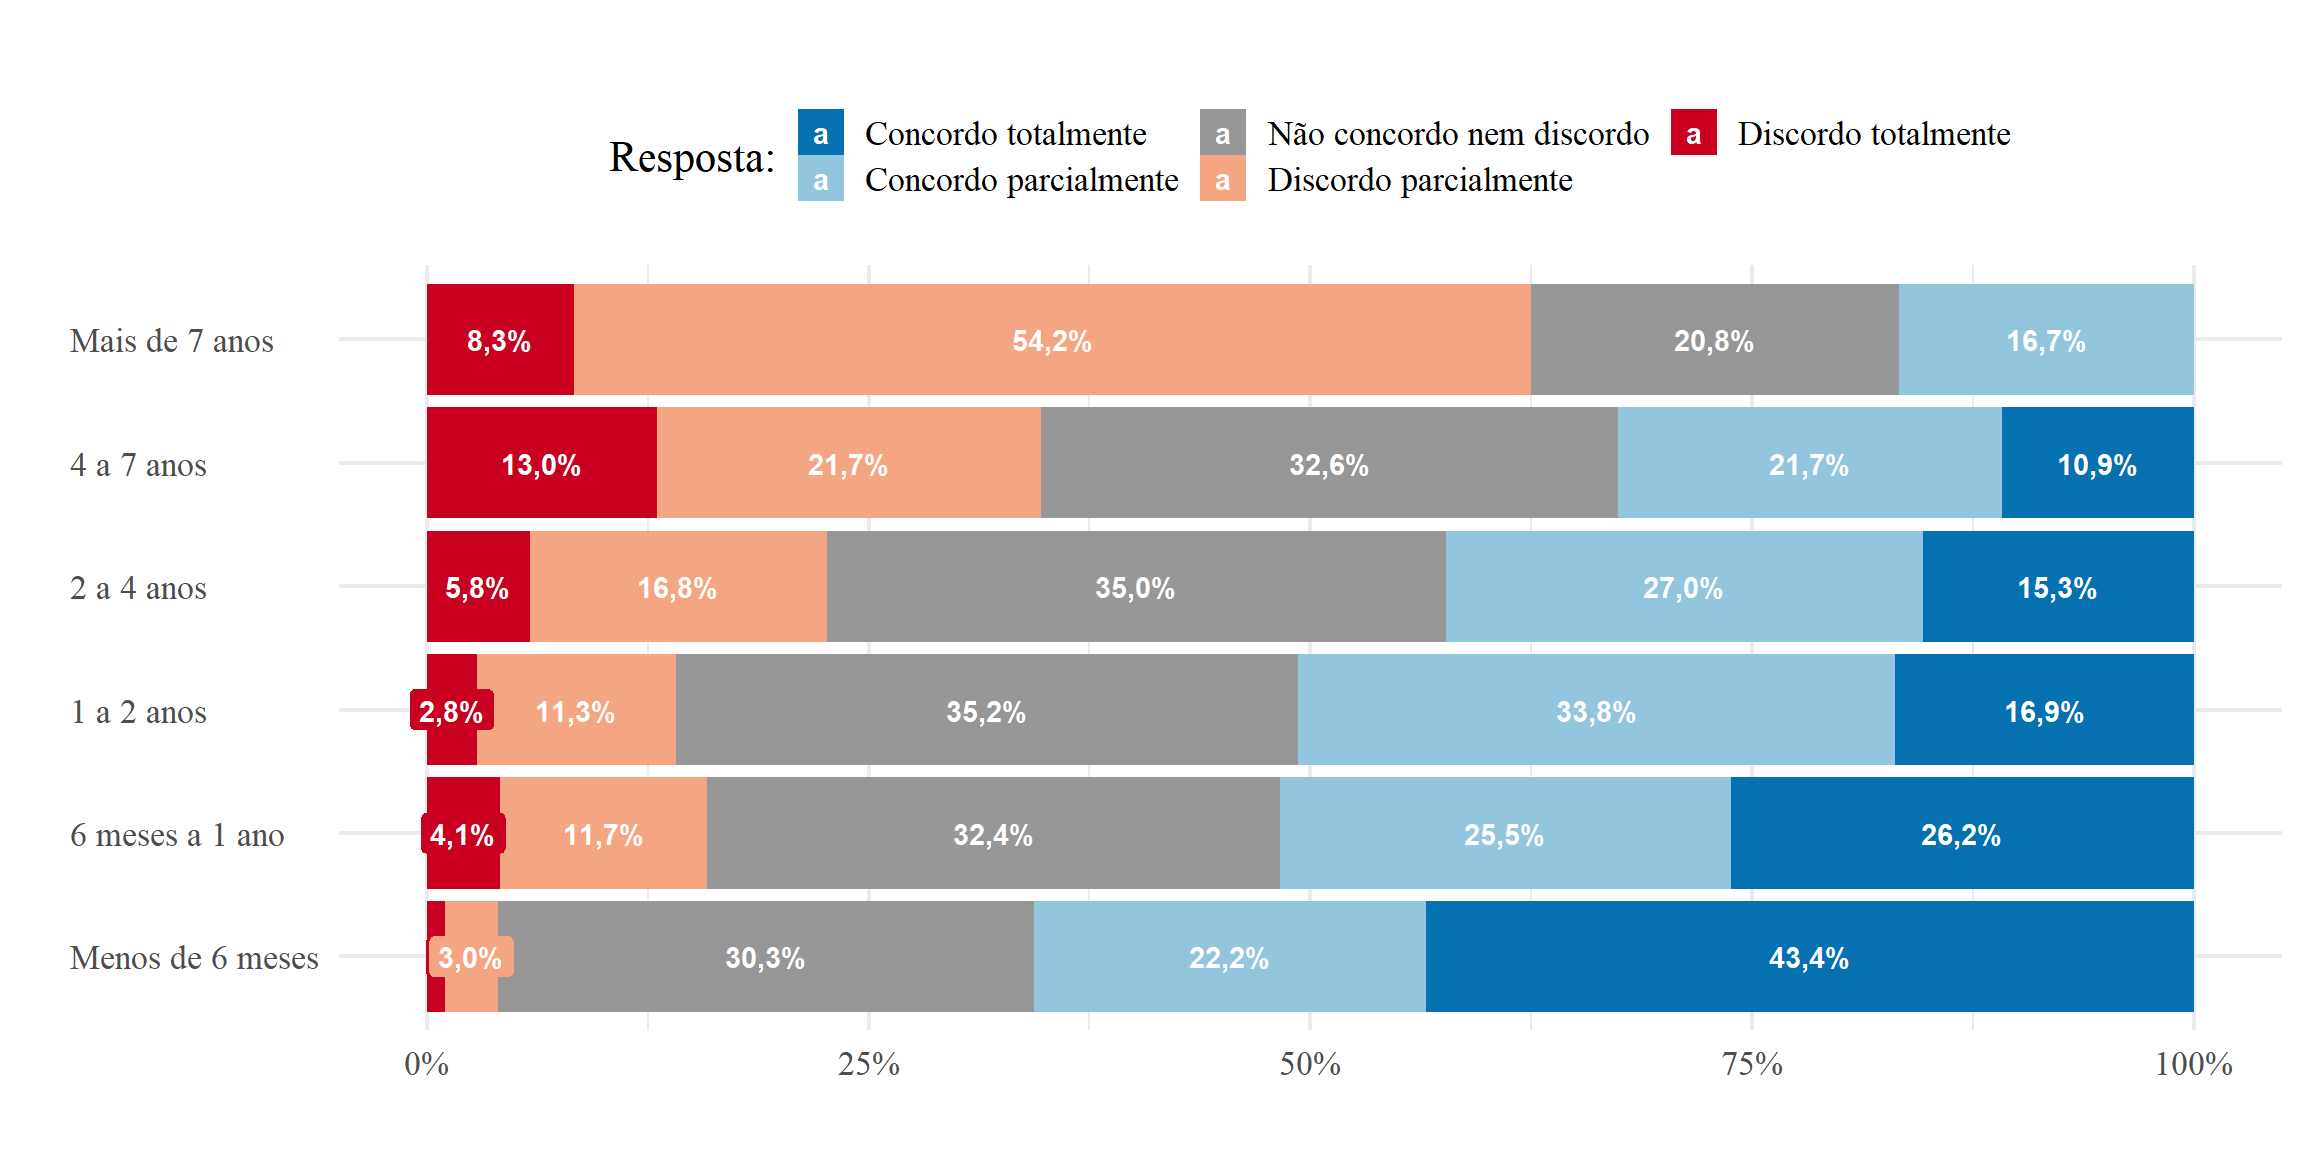 Resposta:
a Concordo totalmente
a Concordo parcialmente
a Não concordo nem discordo
a Discordo parcialmente
a Discordo totalmente
Mais de 7 anos 8,3% 54,2% 20,8% 16,7%
4 a 7 anos 13,0% 21,7% 32,6% 21,7% 10,9%
2 a 4 anos 5,8% 16,8% 35,0% 27,0% 15,3%
1 a 2 anos 2,8% 11,3% 35,2% 33,8% 16,9%
6 meses a 1 ano 4,1% 11,7% 32,4% 25,5% 26,2%
Menos de 6 meses 3,0% 30,3% 22,2% 43,4%
0% 25% 50% 75% 100%